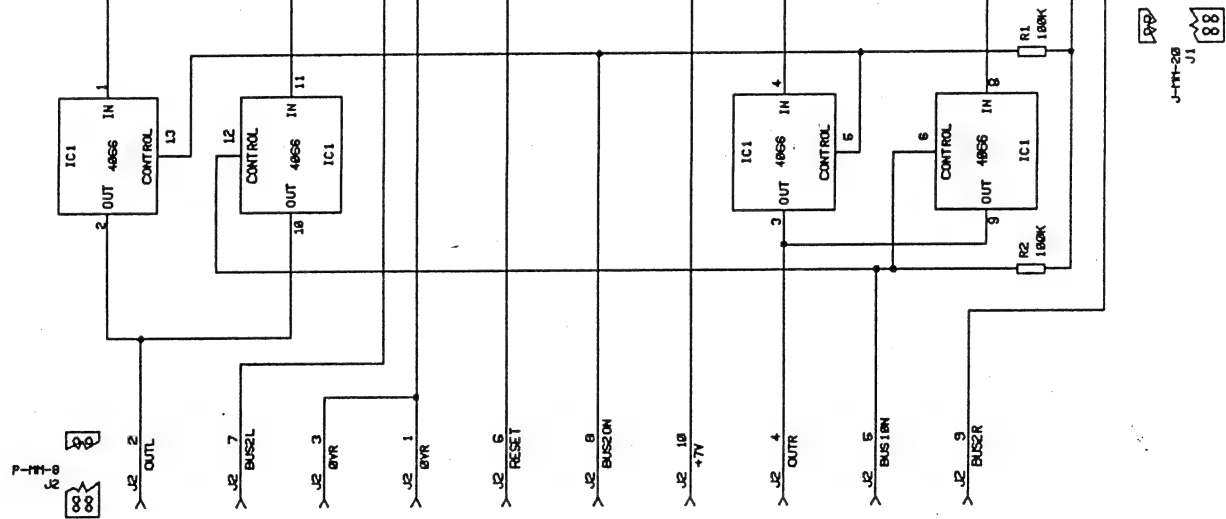 1
IN
IC1
4066
CONTROL
13
OUT
2
11
IN
12
CONTROL
4066
IC1
OUT
10
4
IN
IC1
4066
CONTROL
5
OUT
3
8
IN
6
CONTROL
4066
IC1
OUT
9
R1
100K
R2
100K
J-MM-20
J1
P-MM-8
J2
J2 2
OUTL
J2 7
BUS2L
J2 3
0VR
J2 1
0VR
J2 6
RESET
J2 8
BUS2ON
J2 10
+7V
J2 4
OUTR
J2 5
BUS1ON
J2 9
BUS2R